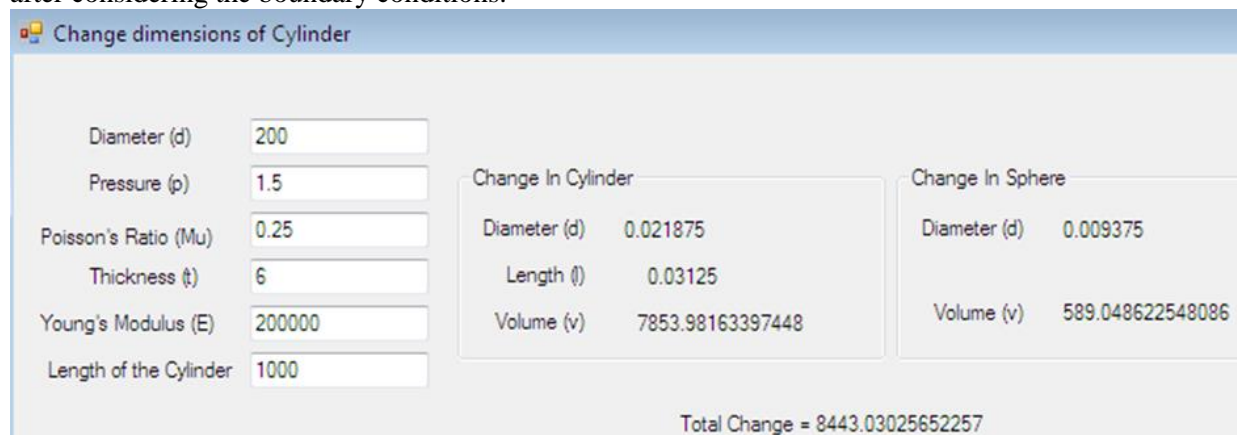 after considering the boundary conditions.
Change dimensions of Cylinder
Diameter (d) 200
Pressure (p) 1.5
Poisson's Ratio (Mu) 0.25
Thickness (t) 6
Young's Modulus (E) 200000
Length of the Cylinder 1000
Change In Cylinder
Diameter (d) 0.021875
Length (l) 0.03125
Volume (v) 7853.98163397448
Change In Sphere
Diameter (d) 0.009375
Volume (v) 589.048622548086
Total Change = 8443.03025652257